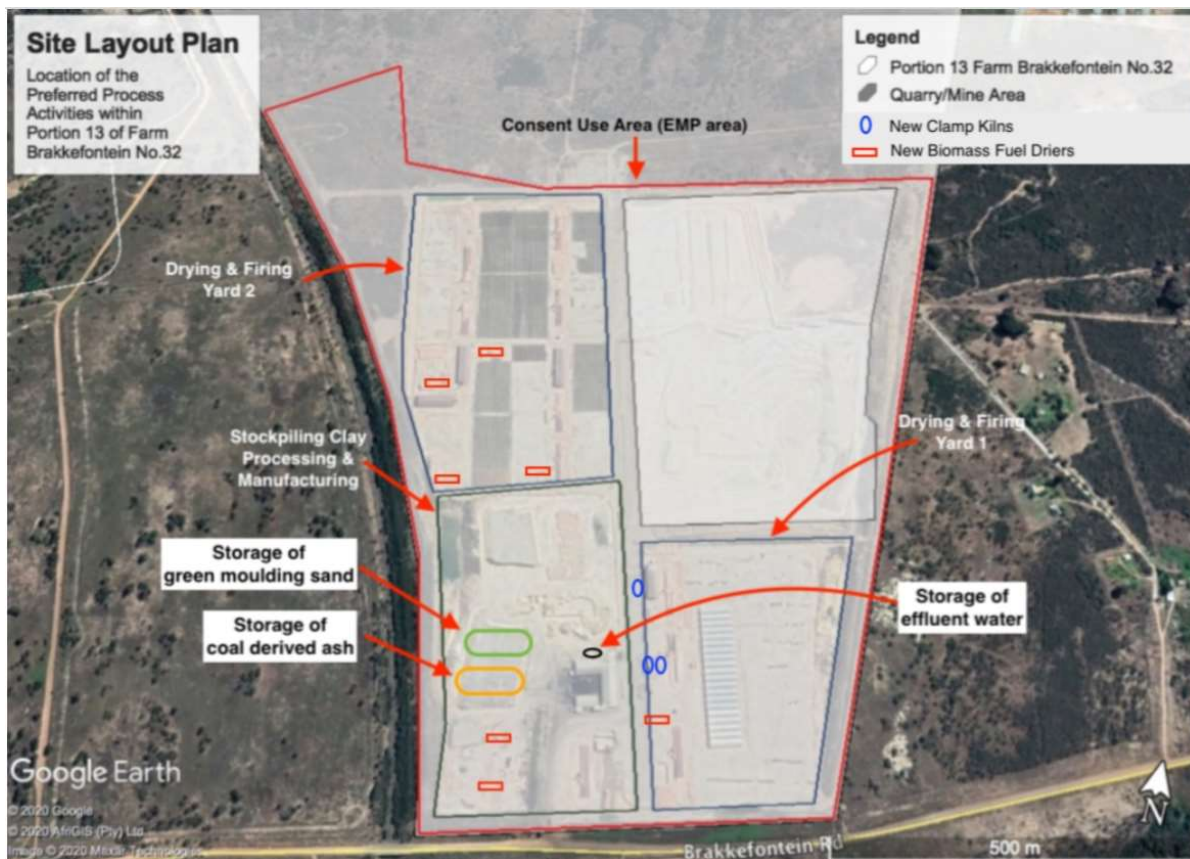 Site Layout Plan
Location of the
Preferred Process
Activities within
Portion 13 of Farm
Brakkefontein No.32
Legend
Portion 13 Farm Brakkefontein No.32
Quarry/Mine Area
New Clamp Kilns
New Biomass Fuel Driers
Consent Use Area (EMP area)
Drying & Firing
Yard 2
Drying & Firing
Yard 1
Stockpiling Clay
Processing &
Manufacturing
Storage of
green moulding sand
Storage of
coal derived ash
Storage of
effluent water
Google Earth
© 2020 Google
© 2020 AfriGIS (Pty) Ltd.
Image © 2020 Maxar Technologies
Brakkefontein Rd
500 m
N